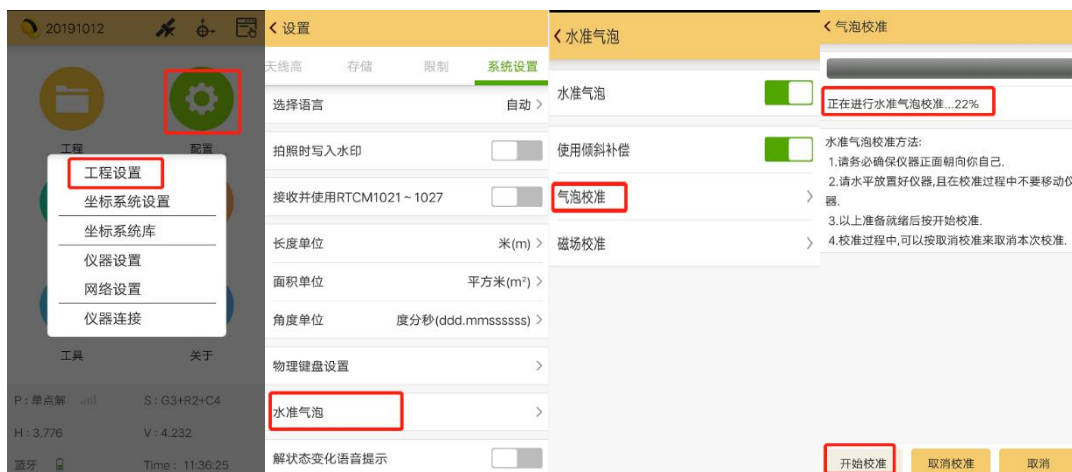 20191012
工程
配置
工程设置
坐标系统设置
坐标系统库
仪器设置
网络设置
仪器连接
工具
关于
P：单点解
S：G3+R2+C4
H：3.776
V：4.232
蓝牙
Time：11:36:25
设置
天线高
存储
限制
系统设置
选择语言
自动
拍照时写入水印
接收并使用RTCM1021～1027
长度单位
米(m)
面积单位
平方米(m²)
角度单位
度分秒(ddd.mmssssss)
物理键盘设置
水准气泡
解状态变化语音提示
水准气泡
水准气泡
使用倾斜补偿
气泡校准
磁场校准
气泡校准
正在进行水准气泡校准...22%
水准气泡校准方法:
1.请务必确保仪器正面朝向你自己.
2.请水平放置好仪器,且在校准过程中不要移动仪
器.
3.以上准备就绪后按开始校准.
4.校准过程中,可以按取消校准来取消本次校准.
开始校准
取消校准
取消